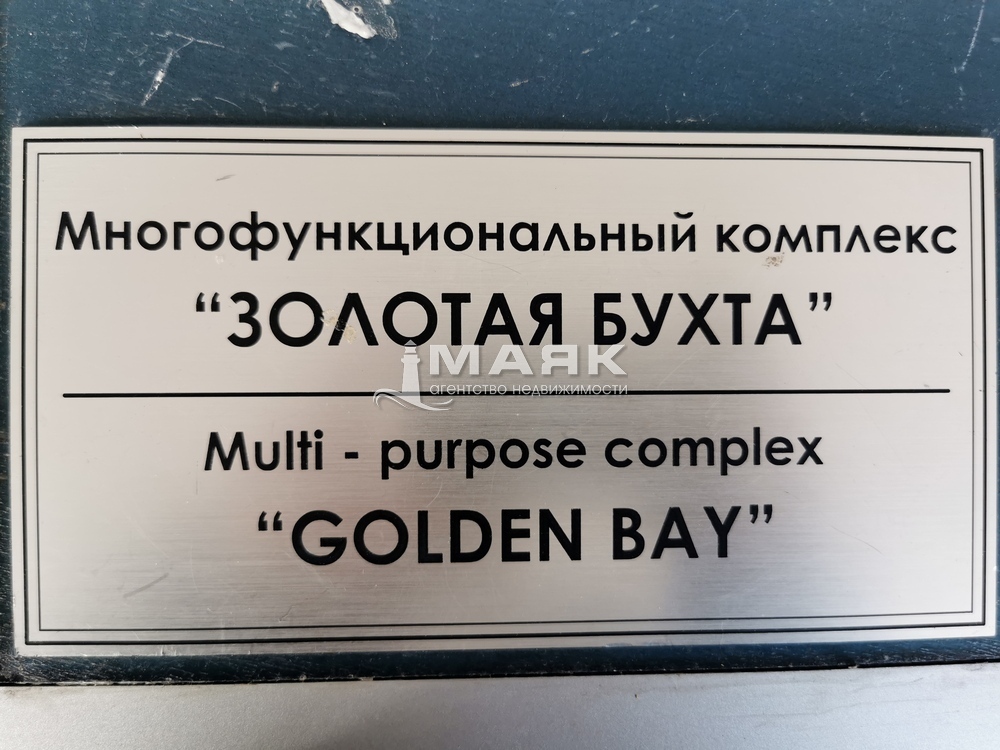 Многофункциональный комплекс
“ЗОЛОТАЯ БУХТА”
МАЯК
агентство недвижимости
Multi - purpose complex
“GOLDEN BAY”